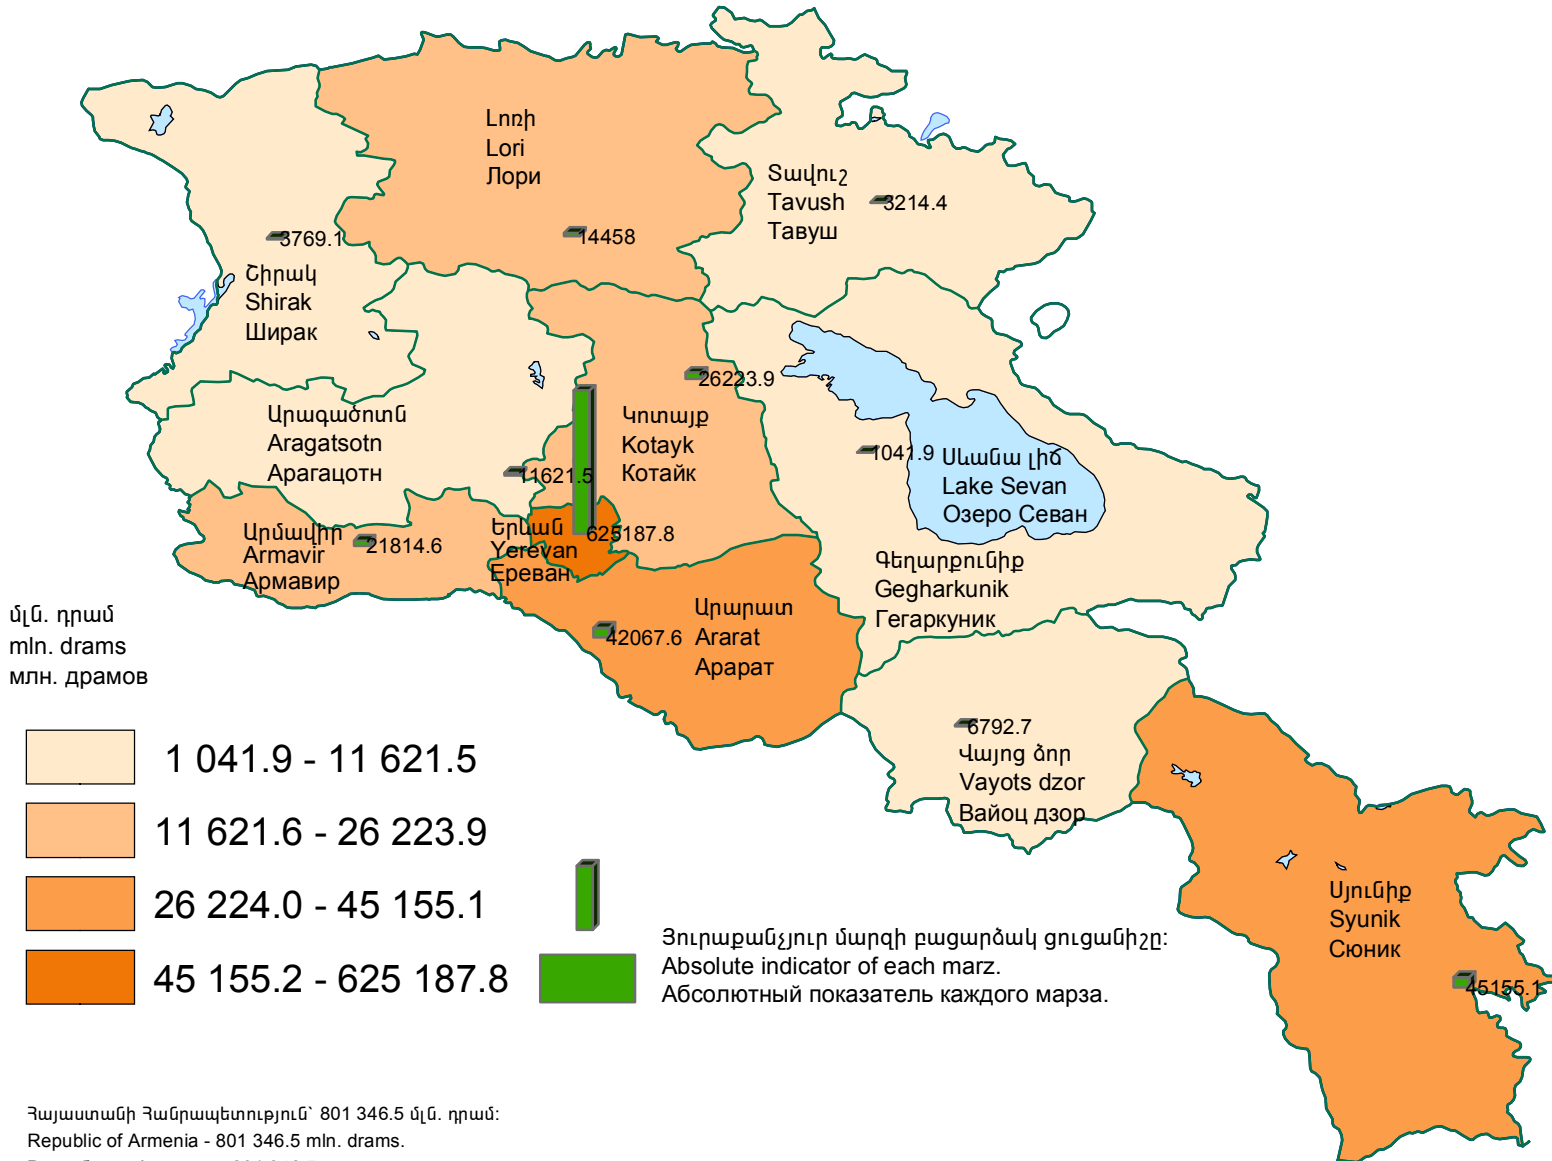 Լոռի
Lori
Лори
14458
Տավուշ
Tavush
Тавуш
3214.4
3769.1
Շիրակ
Shirak
Ширак
Արագածոտն
Aragatsotn
Арагацотн
11621.5
26223.9
Կոտայք
Kotayk
Котайк
1041.9
Սևանա լիճ
Lake Sevan
Озеро Севан
Արմավիր
Armavir
Армавир
21814.6
Երևան
Yerevan
Ереван
625187.8
Գեղարքունիք
Gegharkunik
Гегаркуник
Արարատ
Ararat
Арарат
42067.6
6792.7
Վայոց ձոր
Vayots dzor
Вайоц дзор
Սյունիք
Syunik
Сюник
45155.1
մլն. դրամ
mln. drams
млн. драмов
1 041.9 - 11 621.5
11 621.6 - 26 223.9
26 224.0 - 45 155.1
45 155.2 - 625 187.8
Յուրաքանչյուր մարզի բացարձակ ցուցանիշը:
Absolute indicator of each marz.
Абсолютный показатель каждого марза.
Հայաստանի Հանրապետություն՝ 801 346.5 մլն. դրամ:
Republic of Armenia - 801 346.5 mln. drams.